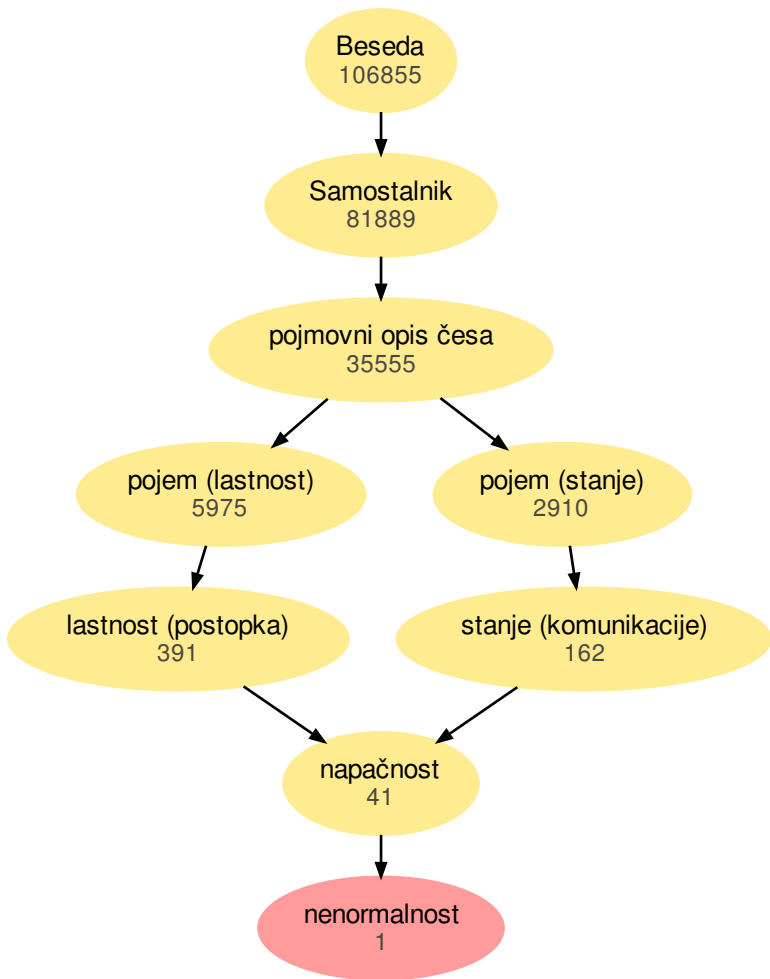 Beseda
106855
Samostalnik
81889
pojmovni opis česa
35555
pojem (lastnost)
5975
pojem (stanje)
2910
lastnost (postopka)
391
stanje (komunikacije)
162
napačnost
41
nenormalnost
1